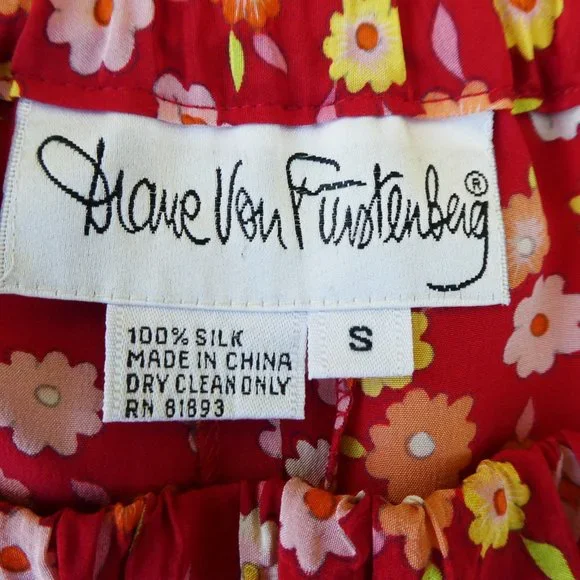 Diane Von Furstenberg®
100% SILK
MADE IN CHINA
DRY CLEAN ONLY
RN 81893
S